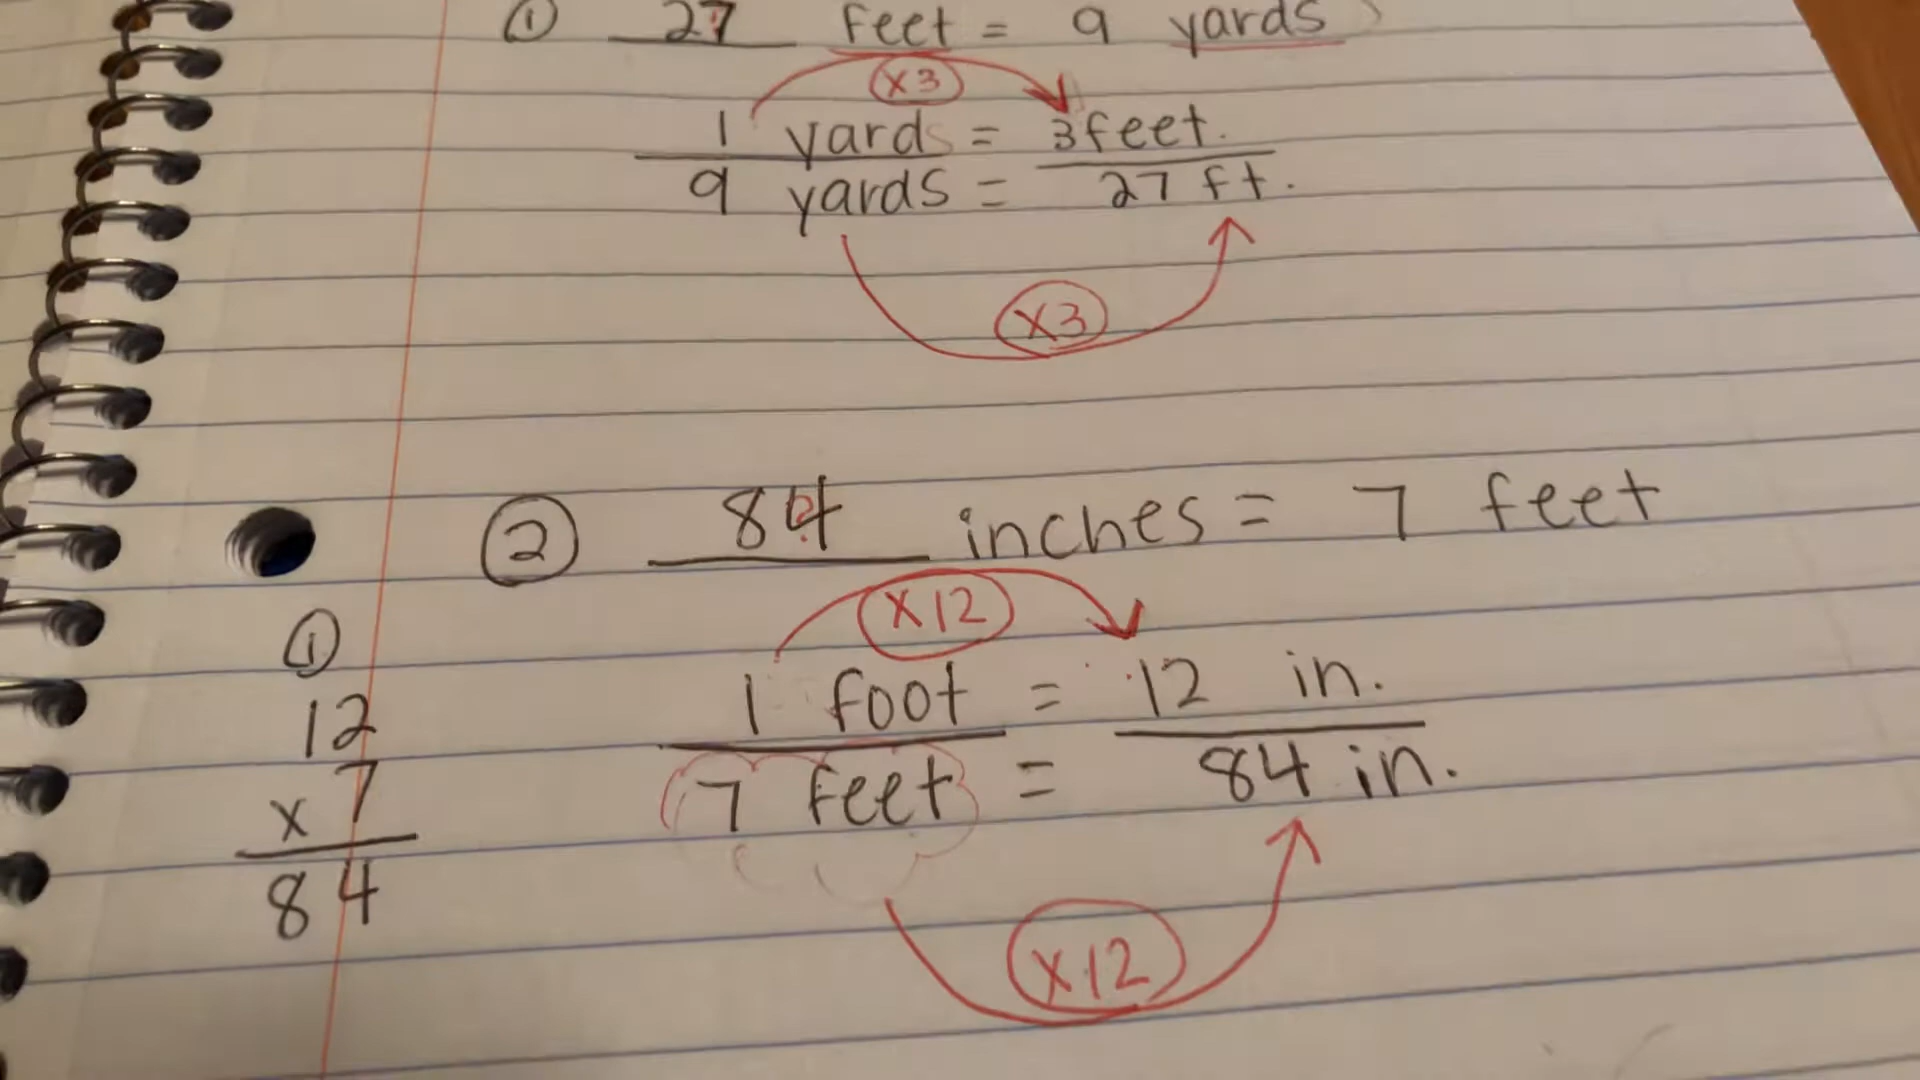 ① 27 feet = 9 yards
x3
1 yards = 3 feet.
9 yards = 27 ft.
x3
② 84 inches = 7 feet
x12
1 foot = 12 in.
7 feet = 84 in.
x12
①
12
x 7
84